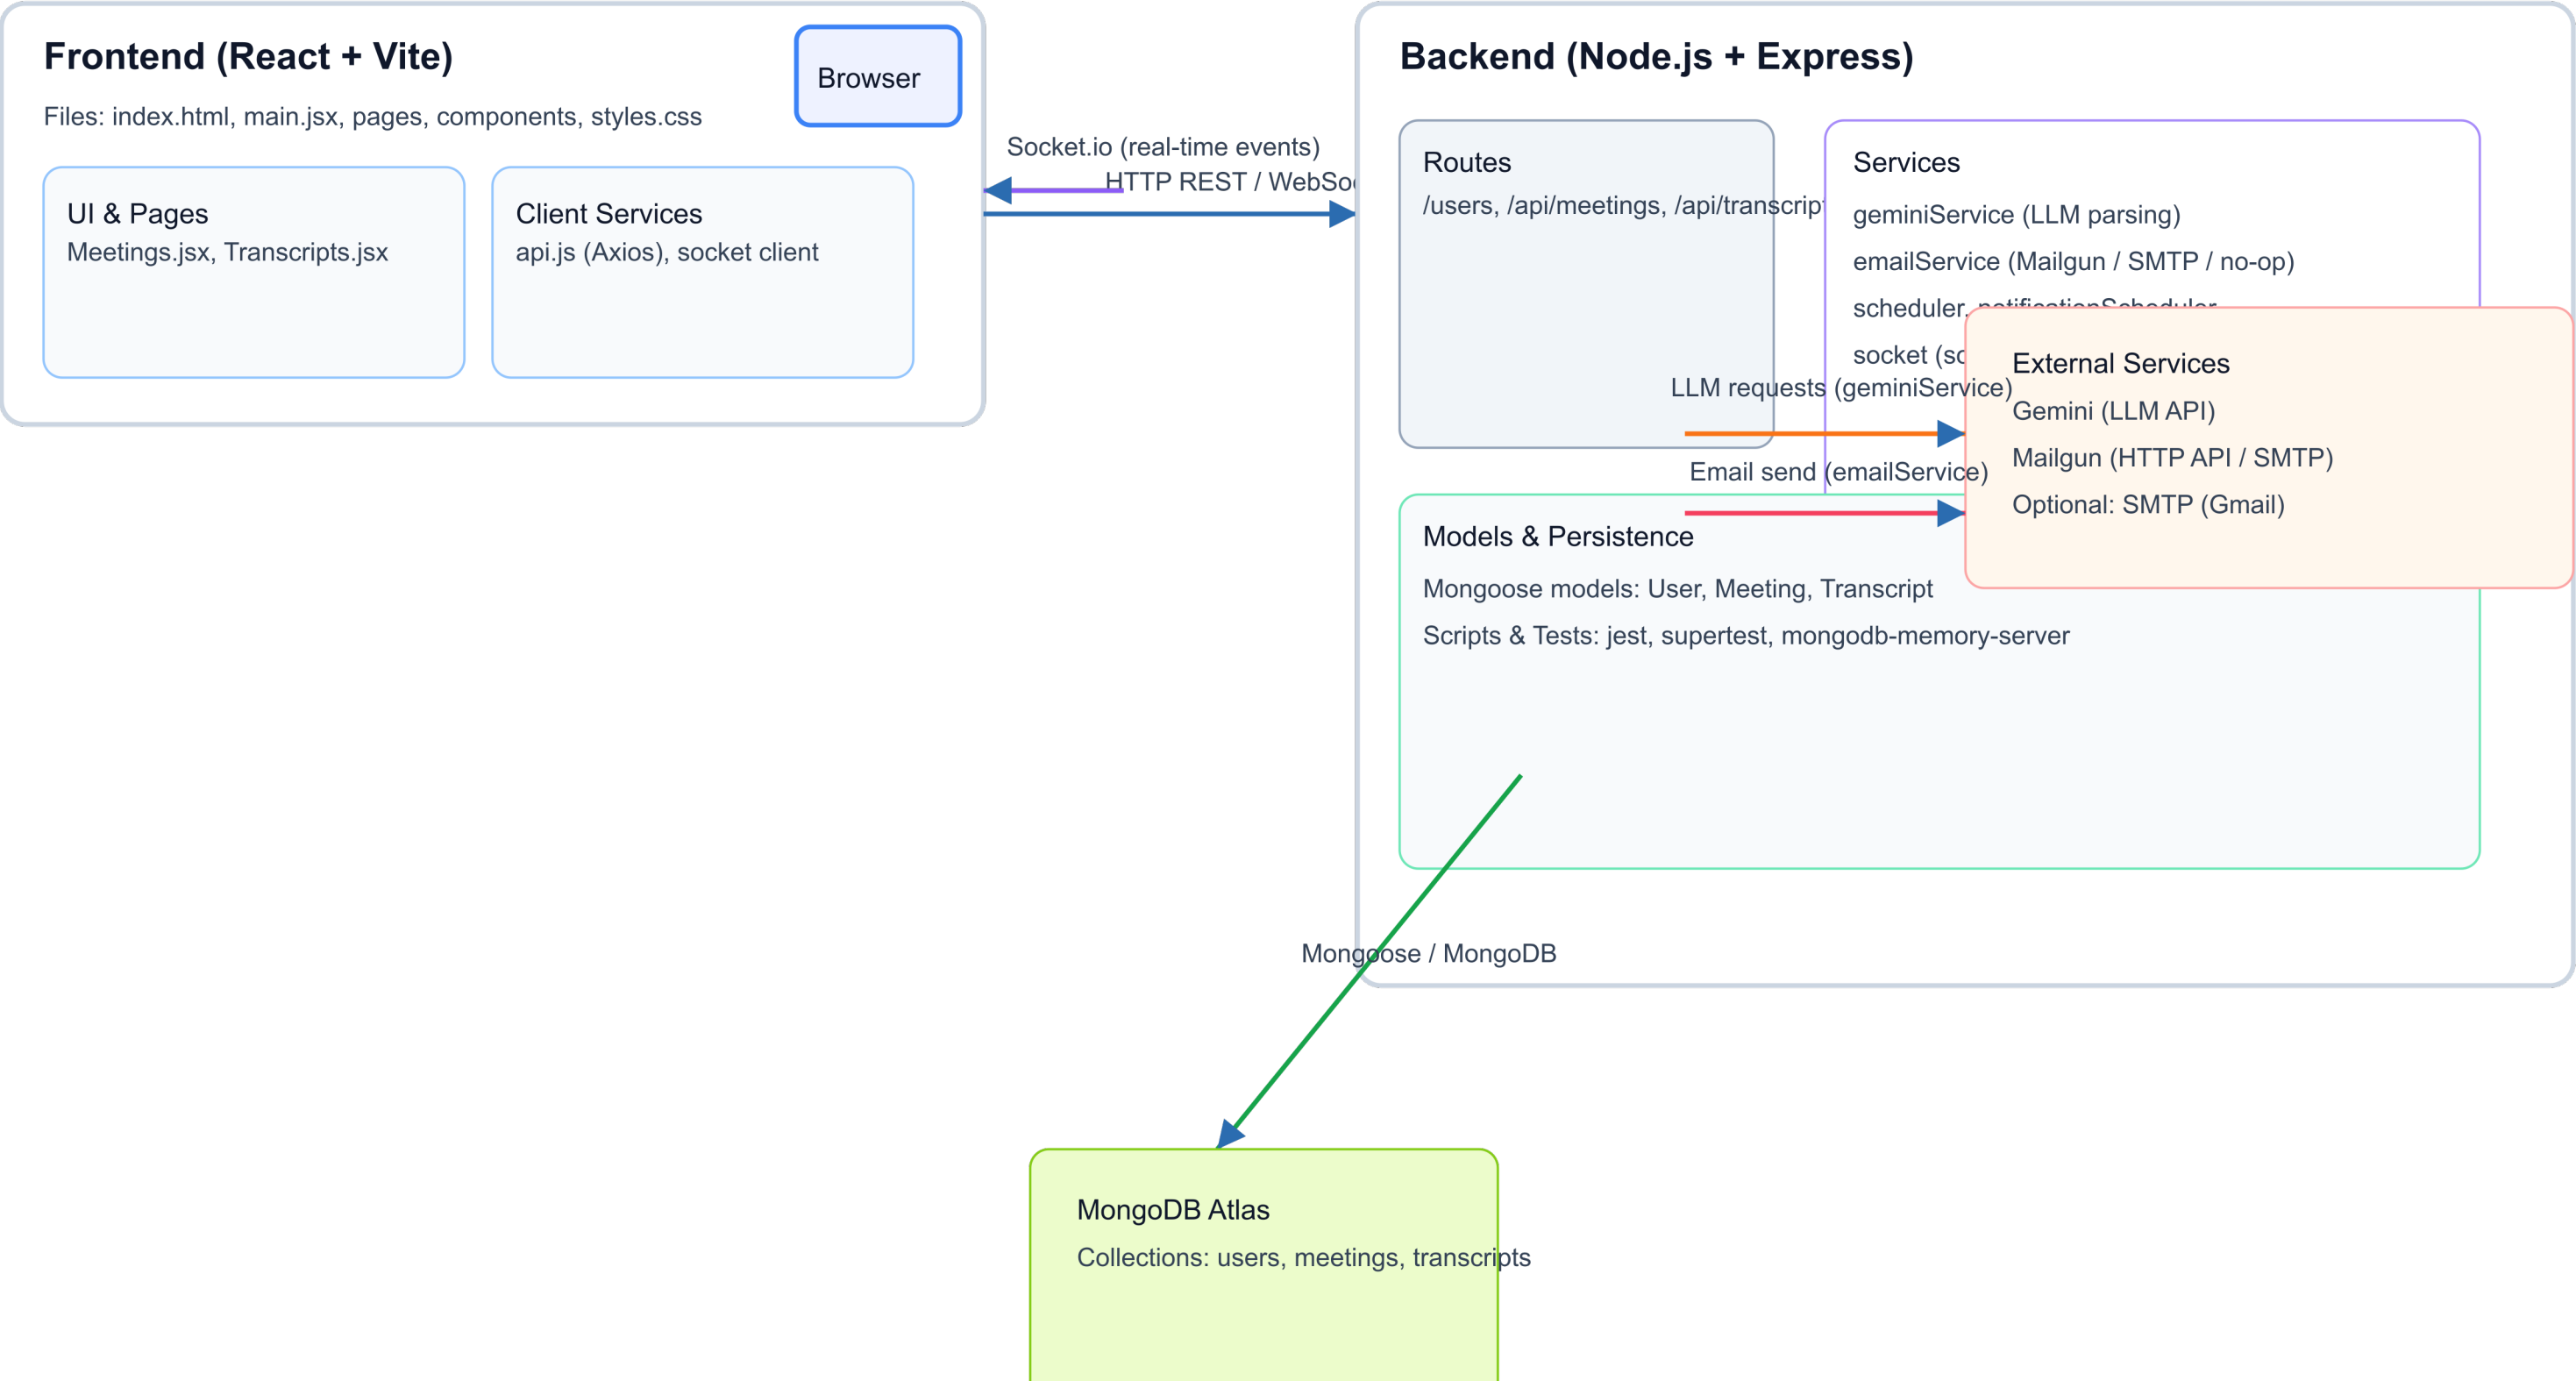 Frontend (React + Vite)
Browser
Files: index.html, main.jsx, pages, components, styles.css
UI & Pages
Meetings.jsx, Transcripts.jsx
Client Services
api.js (Axios), socket client
Socket.io (real-time events)
HTTP REST /
Backend (Node.js + Express)
Routes
/users, /api/meetings,
Services
geminiService (LLM parsing)
emailService (Mailgun / SMTP / no-op)
scheduler, notificationScheduler
socket
LLM requests (geminiService)
Email send (emailService)
External Services
Gemini (LLM API)
Mailgun (HTTP API / SMTP)
Optional: SMTP (Gmail)
Models & Persistence
Mongoose models: User, Meeting, Transcript
Scripts & Tests: jest, supertest, mongodb-memory-server
Mongoose / MongoDB
MongoDB Atlas
Collections: users, meetings, transcripts